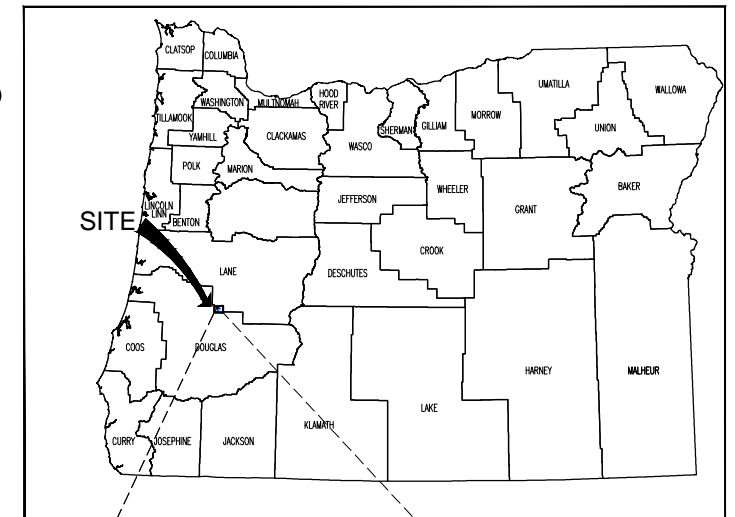 CLATSOP
COLUMBIA
TILLAMOOK
WASHINGTON
MULTNOMAH
HOOD
RIVER
YAMHILL
CLACKAMAS
WASCO
SHERMAN
GILLIAM
MORROW
UMATILLA
UNION
WALLOWA
POLK
MARION
JEFFERSON
WHEELER
GRANT
BAKER
LINCOLN
LINN
BENTON
SITE
CROOK
LANE
DESCHUTES
COOS
DOUGLAS
HARNEY
MALHEUR
LAKE
KLAMATH
CURRY
JOSEPHINE
JACKSON